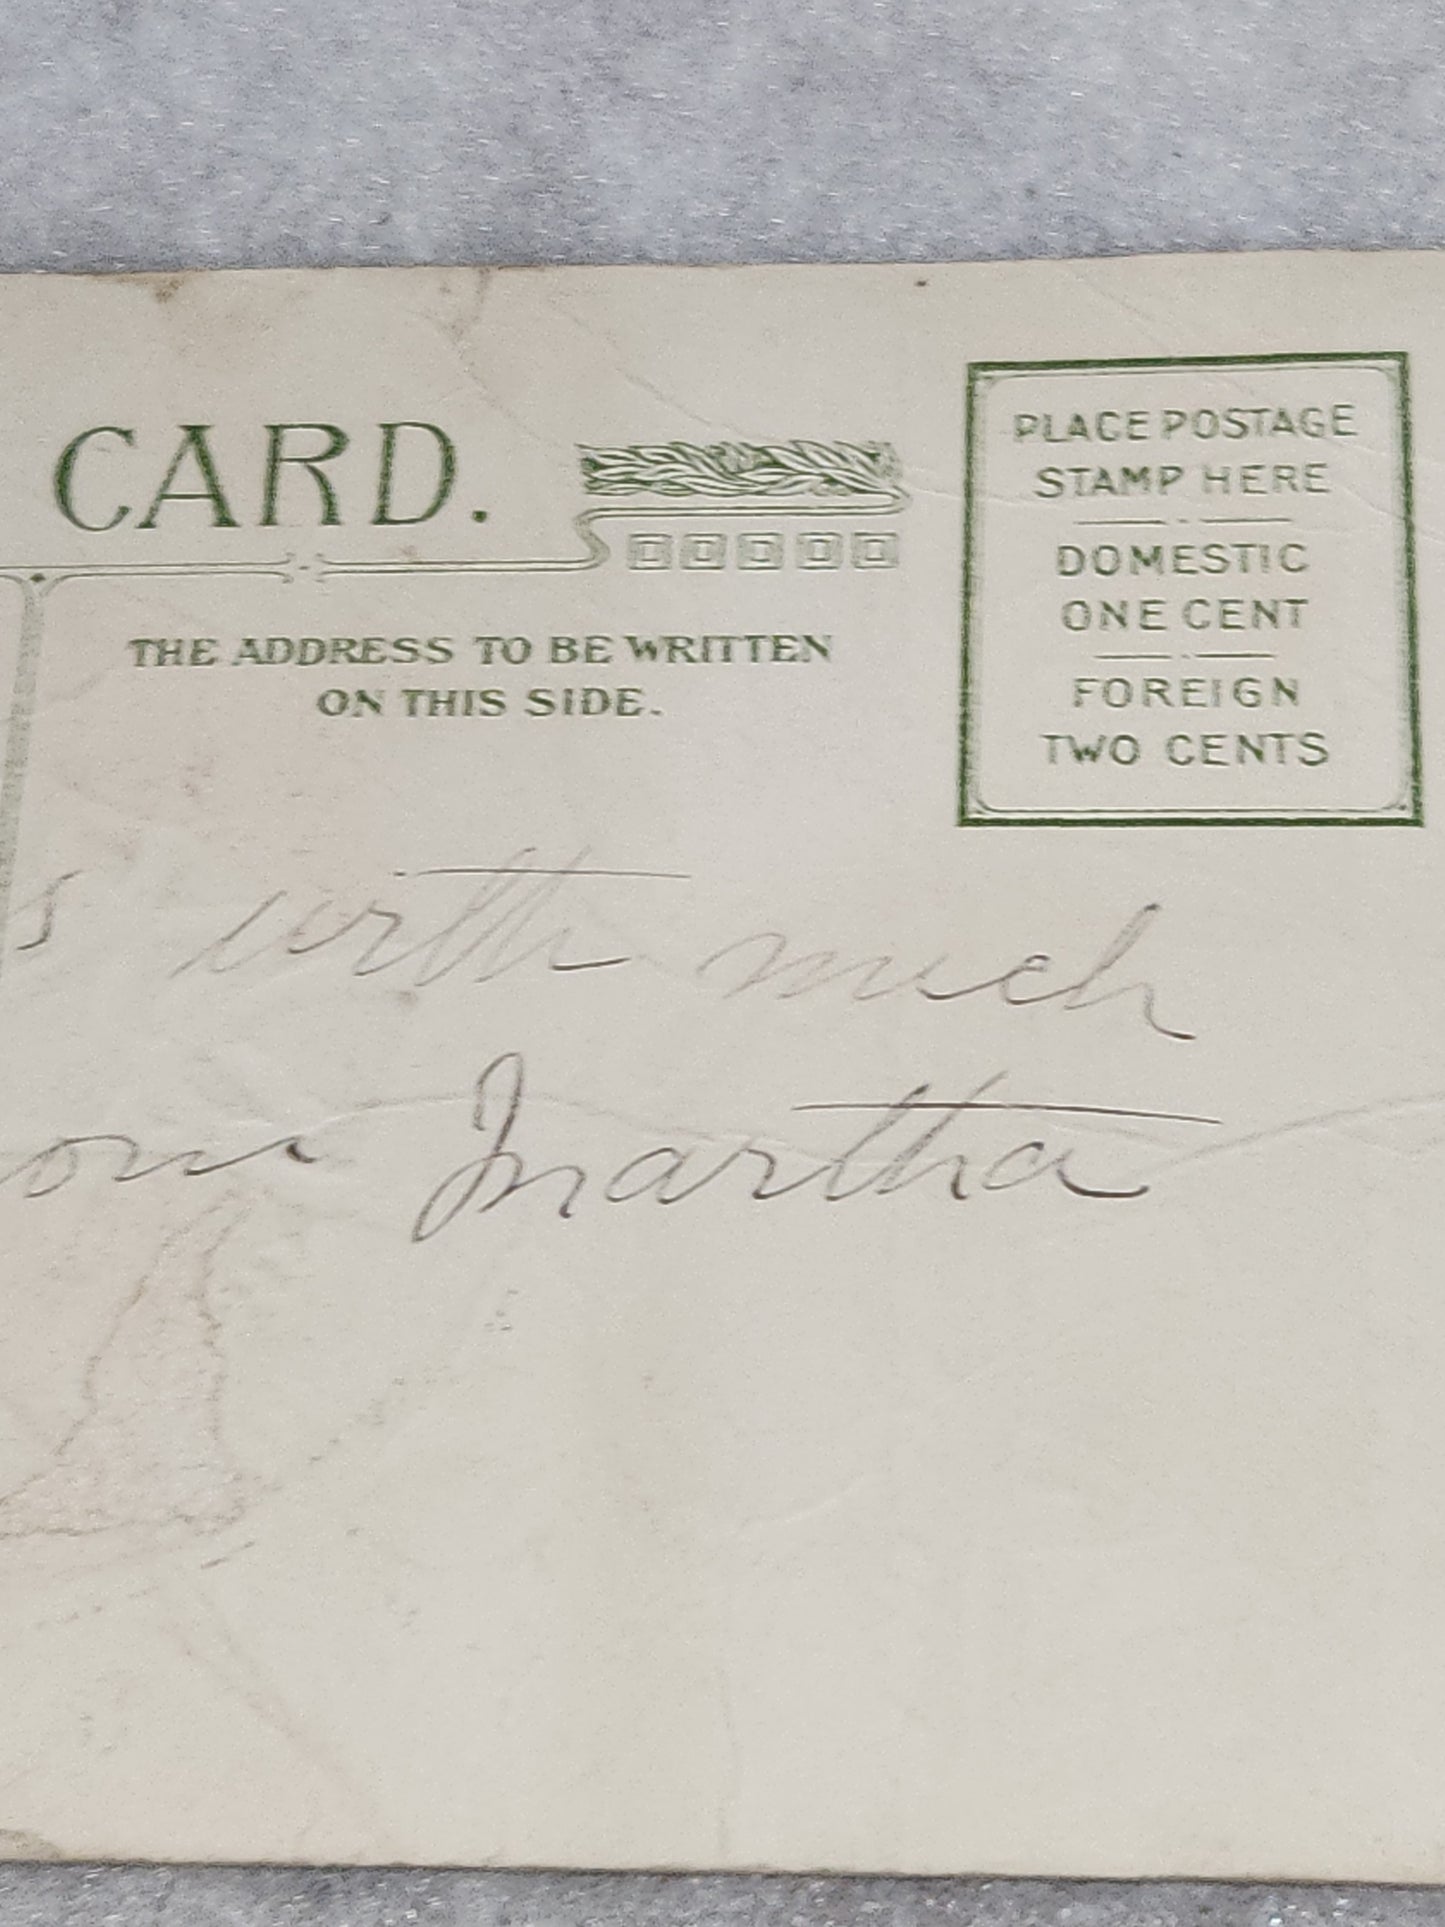 CARD.
THE ADDRESS TO BE WRITTEN
ON THIS SIDE.
PLACE POSTAGE
STAMP HERE
DOMESTIC
ONE CENT
FOREIGN
TWO CENTS
s with much
om Martha